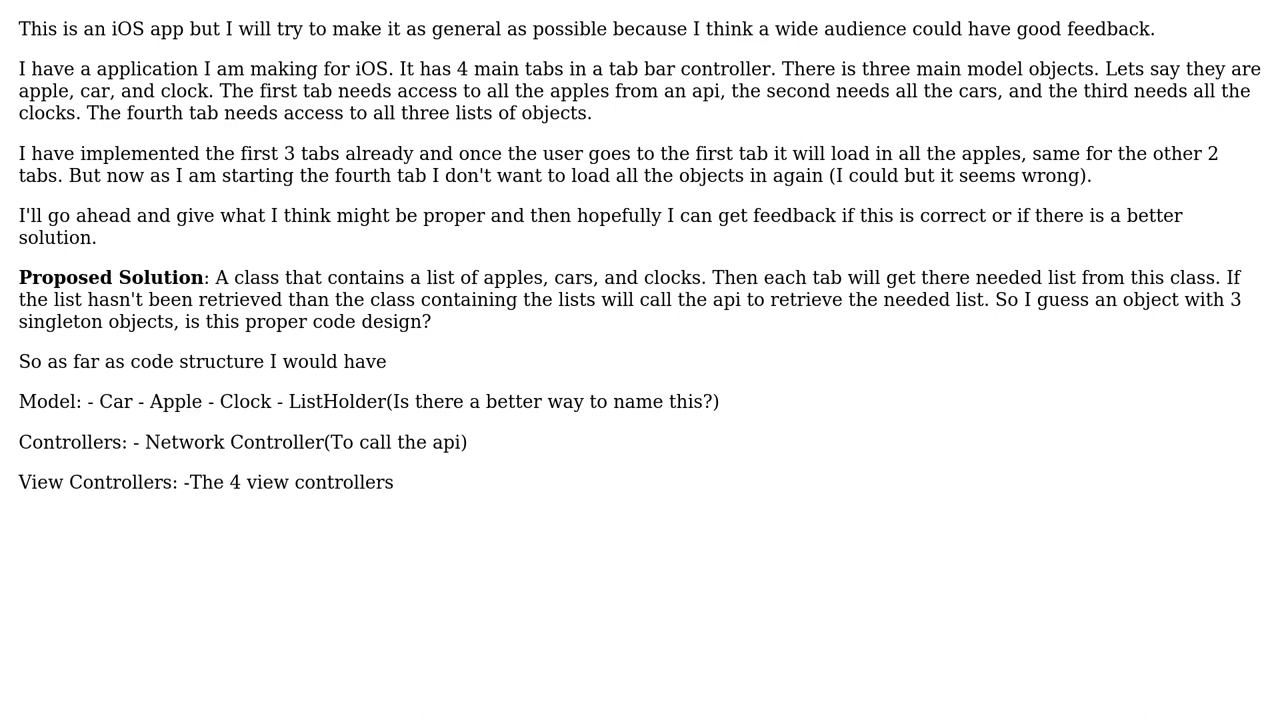 This is an iOS app but I will try to make it as general as possible because I think a wide audience could have good feedback.
I have a application I am making for iOS. It has 4 main tabs in a tab bar controller. There is three main model objects. Lets say they are
apple, car, and clock. The first tab needs access to all the apples from an api, the second needs all the cars, and the third needs all the
clocks. The fourth tab needs access to all three lists of objects.
I have implemented the first 3 tabs already and once the user goes to the first tab it will load in all the apples, same for the other 2
tabs. But now as I am starting the fourth tab I don't want to load all the objects in again (I could but it seems wrong).
I'll go ahead and give what I think might be proper and then hopefully I can get feedback if this is correct or if there is a better
solution.
Proposed Solution: A class that contains a list of apples, cars, and clocks. Then each tab will get there needed list from this class. If
the list hasn't been retrieved than the class containing the lists will call the api to retrieve the needed list. So I guess an object with 3
singleton objects, is this proper code design?
So as far as code structure I would have
Model: - Car - Apple - Clock - ListHolder(Is there a better way to name this?)
Controllers: - Network Controller(To call the api)
View Controllers: -The 4 view controllers